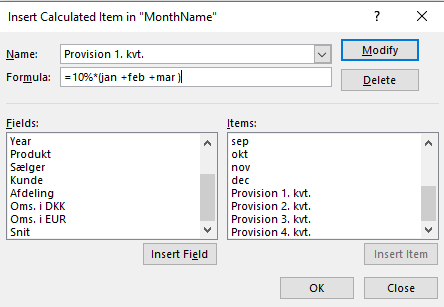 Insert Calculated Item in "MonthName"
Name: Provision 1. kvt. Modify
Formula: =10%*(jan +feb +mar ) Delete
Fields: Items:
Year sep
Produkt okt
Sælger nov
Kunde dec
Afdeling Provision 1. kvt.
Oms. i DKK Provision 2. kvt.
Oms. i EUR Provision 3. kvt.
Snit Provision 4. kvt.
Insert Field Insert Item
OK Close